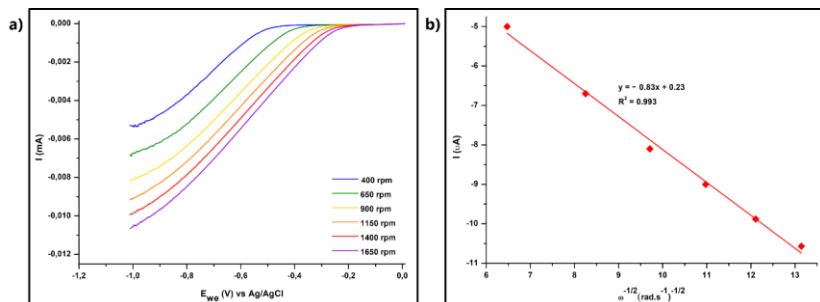 a)
0,000
-0,002
-0,004
-0,006
-0,008
-0,010
-0,012
I (mA)
400 rpm
650 rpm
900 rpm
1150 rpm
1400 rpm
1650 rpm
-1,2 -1,0 -0,8 -0,6 -0,4 -0,2 0,0
E_we (V) vs Ag/AgCl
b)
-5
-6
-7
-8
-9
-10
-11
I (υA)
y = − 0.83x + 0.23
R² = 0.993
6 7 8 9 10 11 12 13
ω^-1/2 (rad.s^-1)^-1/2